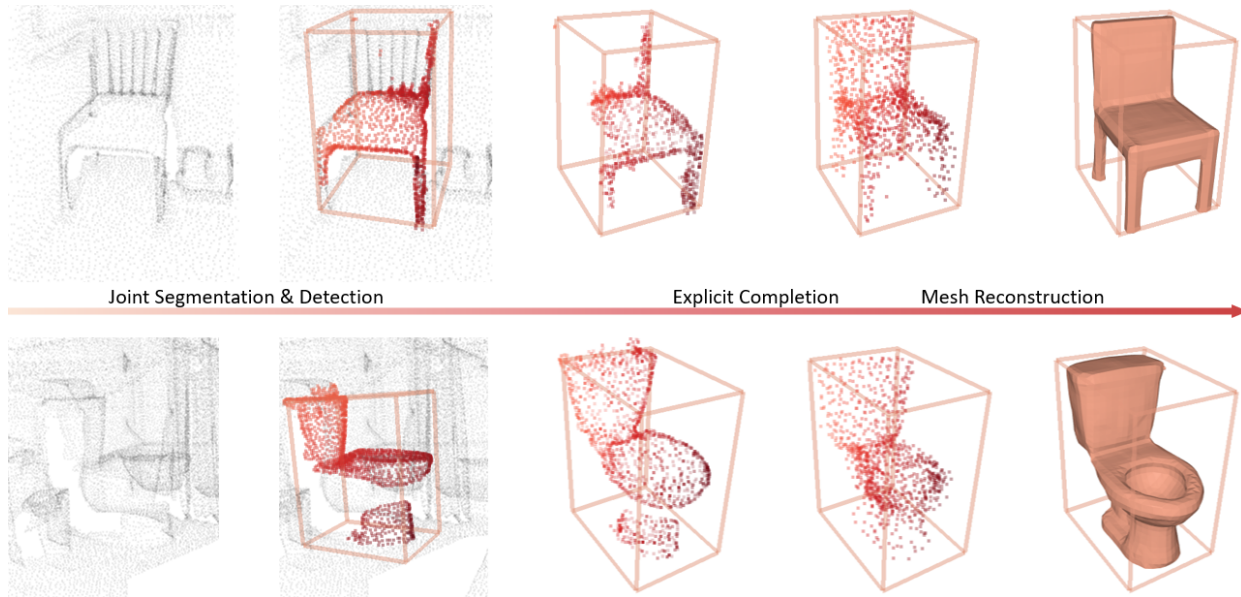 Joint Segmentation & Detection
Explicit Completion
Mesh Reconstruction